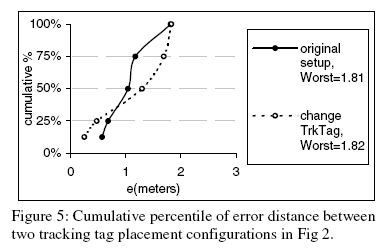 100%
75%
50%
25%
0%
cumulative %
0 1 2 3
e(meters)
original
setup,
Worst=1.81
change
TrkTag,
Worst=1.82
Figure 5: Cumulative percentile of error distance between
two tracking tag placement configurations in Fig 2.